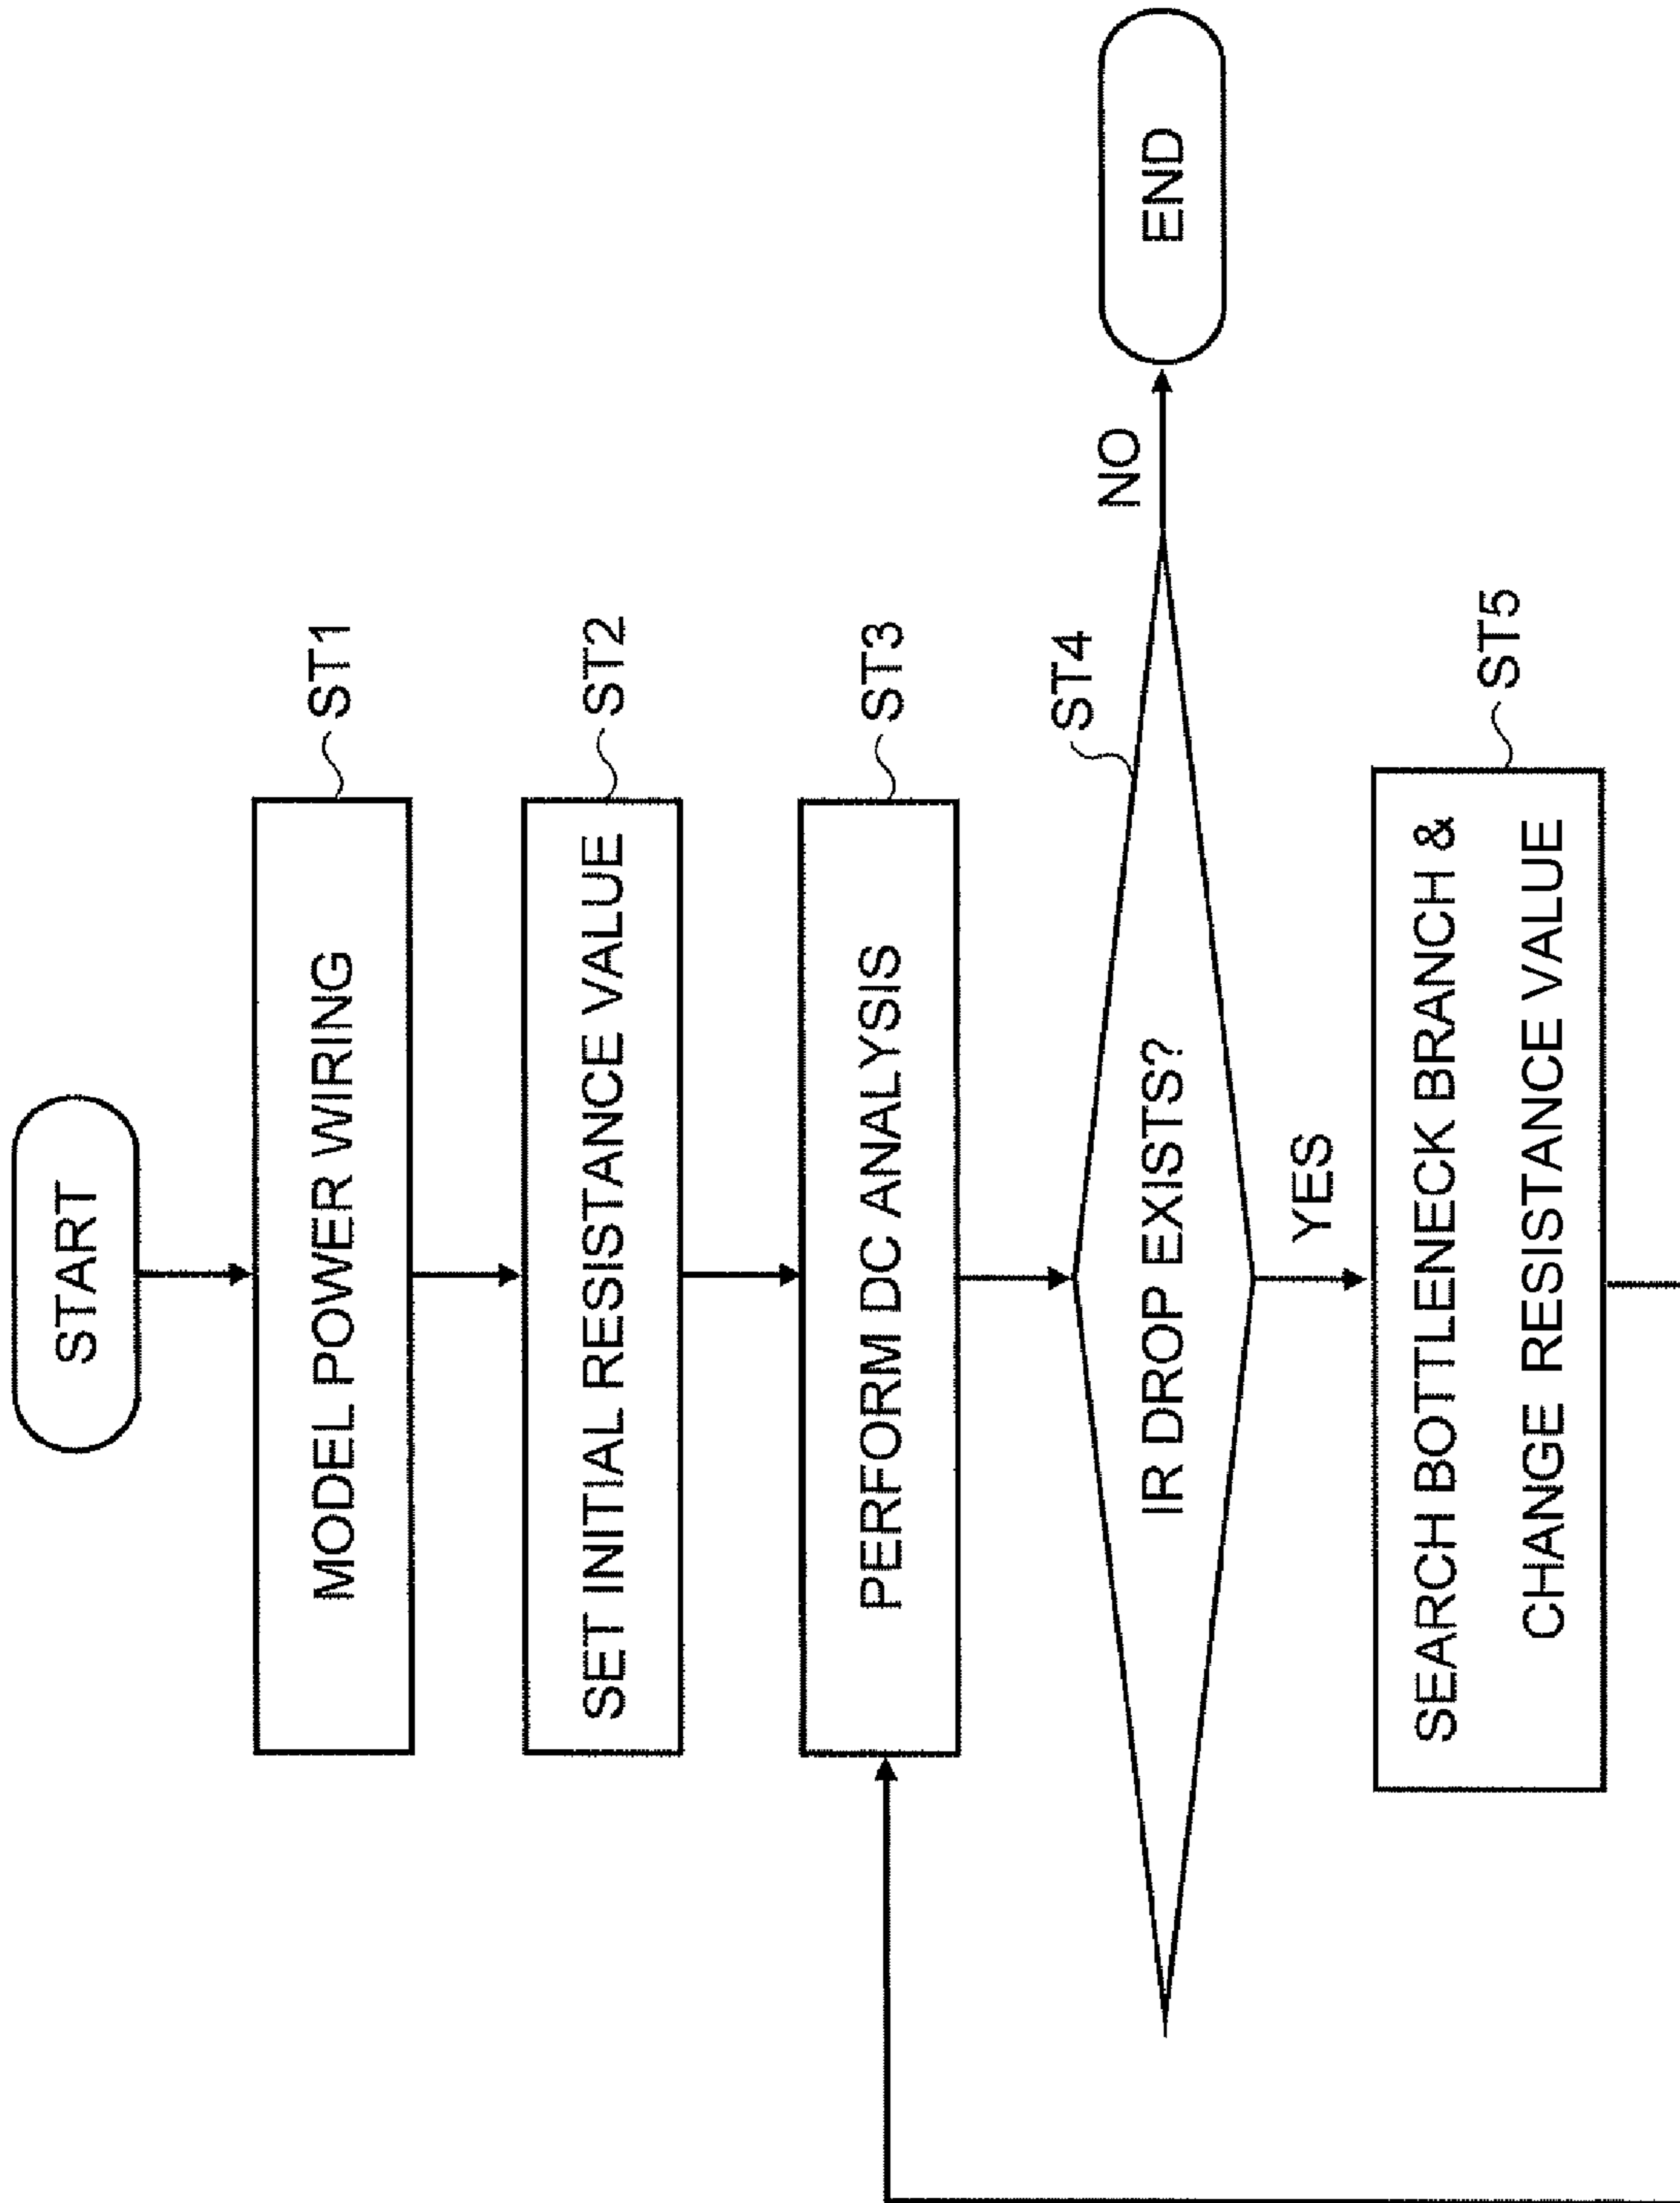 START
MODEL POWER WIRING
ST1
SET INITIAL RESISTANCE VALUE
ST2
PERFORM DC ANALYSIS
ST3
IR DROP EXISTS?
ST4
NO
END
YES
SEARCH BOTTLENECK BRANCH &
CHANGE RESISTANCE VALUE
ST5